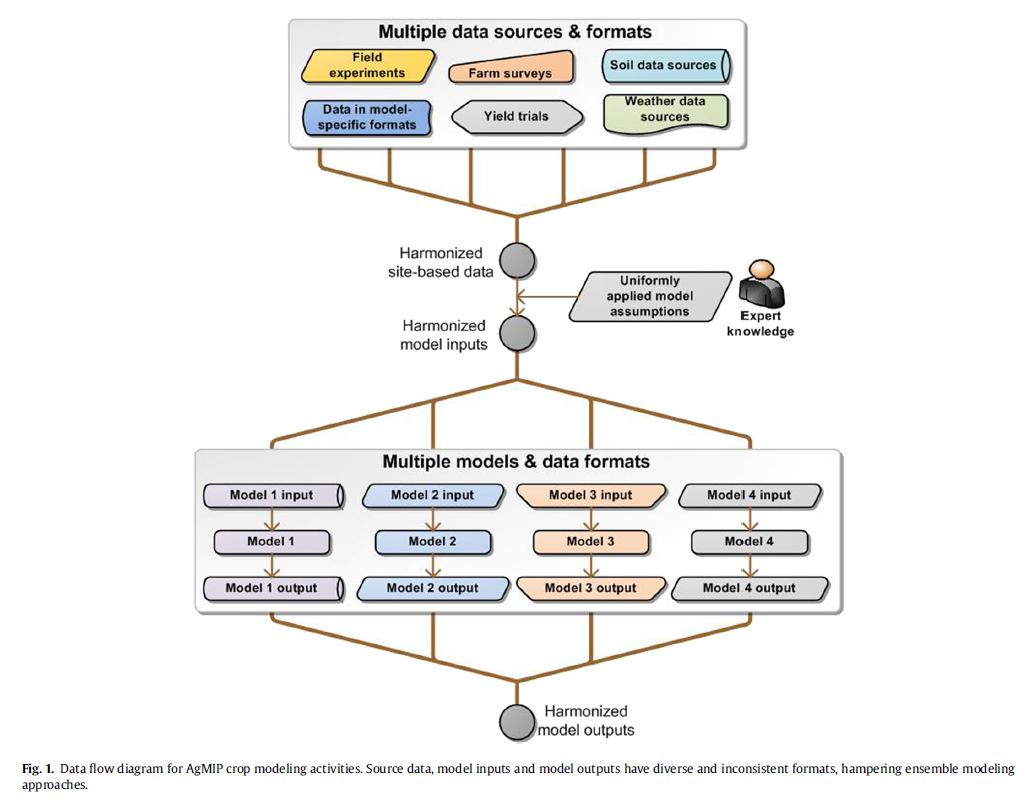 Multiple data sources & formats
Field
experiments
Farm surveys
Soil data sources
Data in model-
specific formats
Yield trials
Weather data
sources
Harmonized
site-based data
Uniformly
applied model
assumptions
Expert
knowledge
Harmonized
model inputs
Multiple models & data formats
Model 1 input
Model 2 input
Model 3 input
Model 4 input
Model 1
Model 2
Model 3
Model 4
Model 1 output
Model 2 output
Model 3 output
Model 4 output
Harmonized
model outputs
Fig. 1. Data flow diagram for AgMIP crop modeling activities. Source data, model inputs and model outputs have diverse and inconsistent formats, hampering ensemble modeling
approaches.